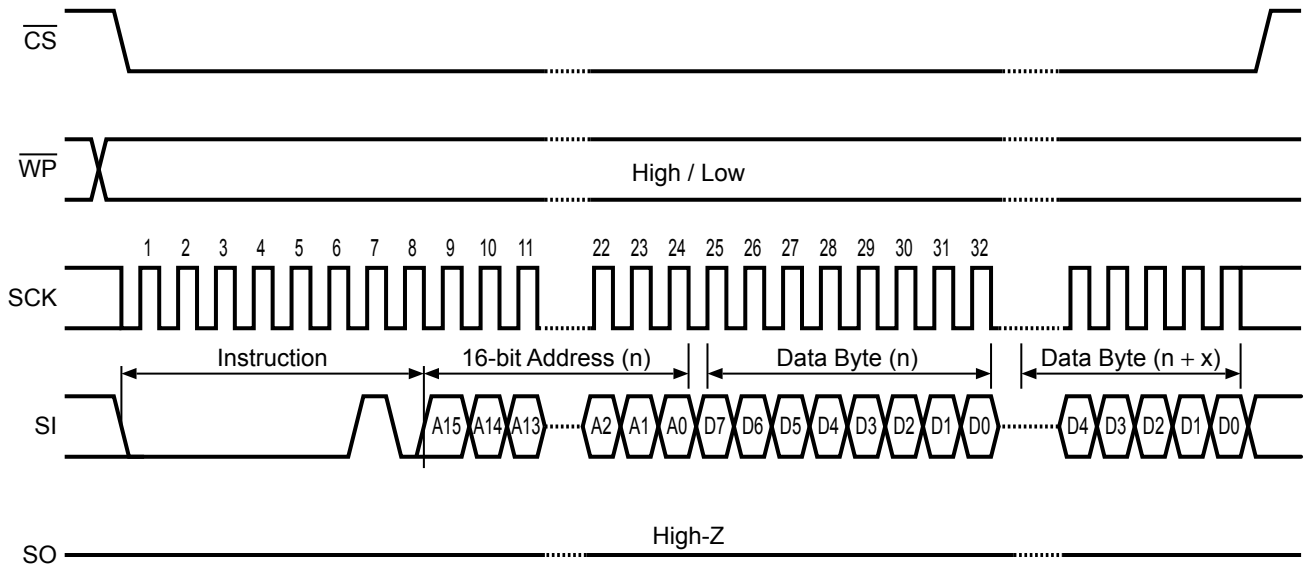 CS
WP
High / Low
1 2 3 4 5 6 7 8 9 10 11 22 23 24 25 26 27 28 29 30 31 32
SCK
Instruction 16-bit Address (n) Data Byte (n) Data Byte (n + x)
SI A15 A14 A13 A2 A1 A0 D7 D6 D5 D4 D3 D2 D1 D0 D4 D3 D2 D1 D0
High-Z
SO